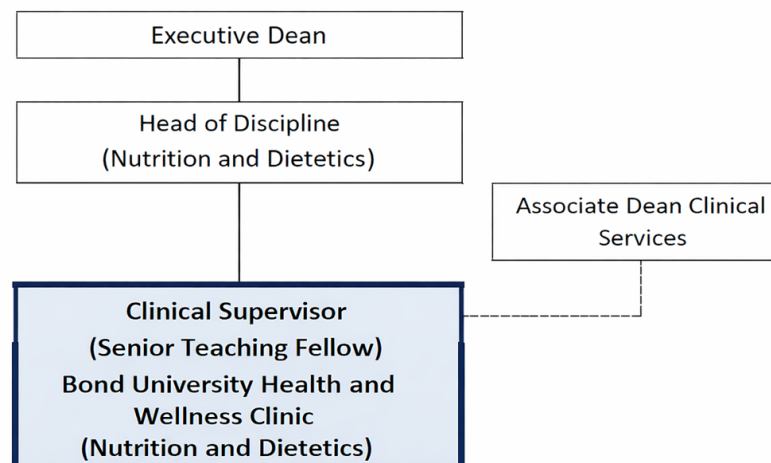 Executive Dean
Head of Discipline
(Nutrition and Dietetics)
Associate Dean Clinical
Services
Clinical Supervisor
(Senior Teaching Fellow)
Bond University Health and
Wellness Clinic
(Nutrition and Dietetics)